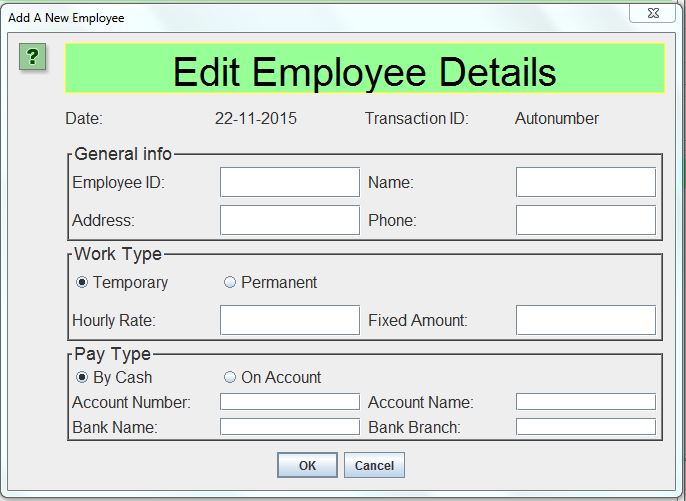 Add A New Employee
?
Edit Employee Details
Date: 22-11-2015 Transaction ID: Autonumber
General info
Employee ID: Name:
Address: Phone:
Work Type
Temporary Permanent
Hourly Rate: Fixed Amount:
Pay Type
By Cash On Account
Account Number: Account Name:
Bank Name: Bank Branch:
OK Cancel